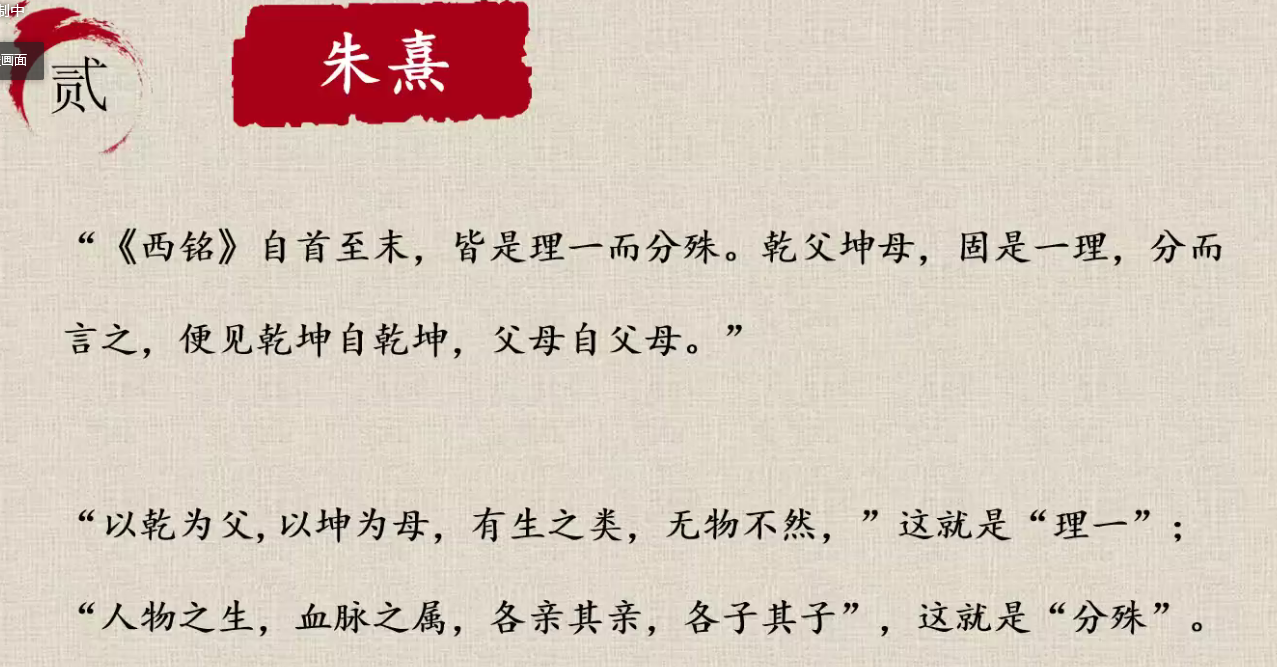 制中
画面
贰
朱熹
“《西铭》自首至末，皆是理一而分殊。乾父坤母，固是一理，分而
言之，便见乾坤自乾坤，父母自父母。”
“以乾为父,以坤为母，有生之类，无物不然，”这就是“理一”；
“人物之生，血脉之属，各亲其亲，各子其子”，这就是“分殊”。